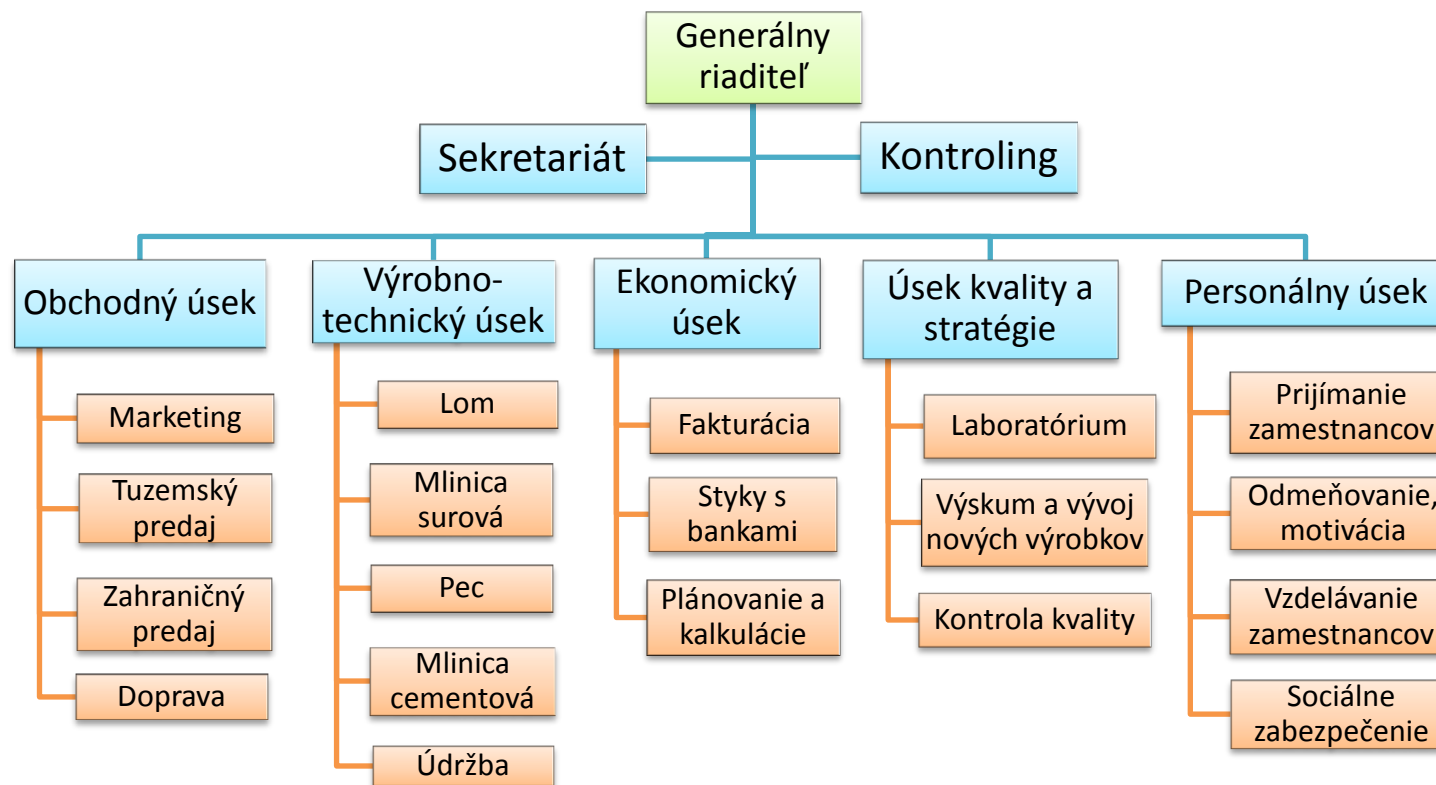 Generálny
riaditeľ
Sekretariát
Kontroling
Obchodný úsek
Marketing
Tuzemský
predaj
Zahraničný
predaj
Doprava
Výrobno-
technický úsek
Lom
Mlinica
surová
Pec
Mlinica
cementová
Údržba
Ekonomický
úsek
Fakturácia
Styky s
bankami
Plánovanie a
kalkulácie
Úsek kvality a
stratégie
Laboratórium
Výskum a vývoj
nových výrobkov
Kontrola kvality
Personálny úsek
Prijímanie
zamestnancov
Odmeňovanie,
motivácia
Vzdelávanie
zamestnancov
Sociálne
zabezpečenie